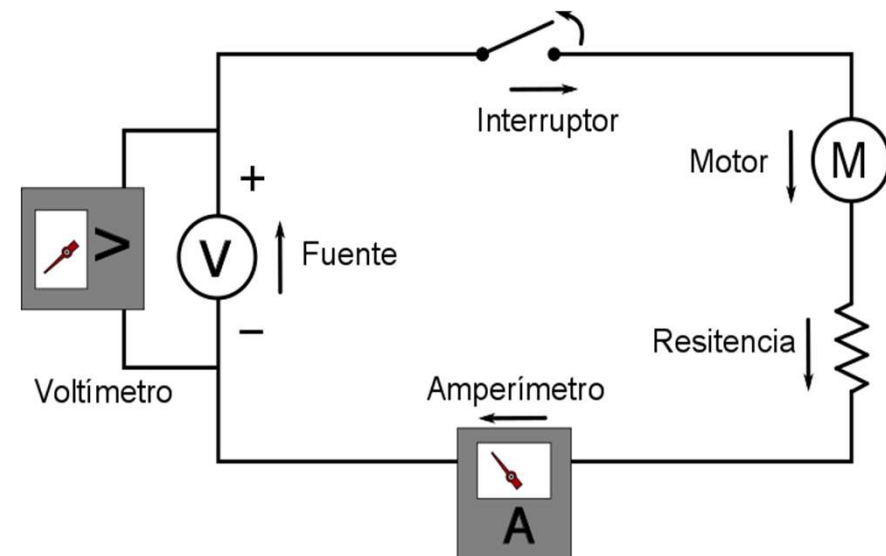 Interruptor
Motor
M
+
V
V
Fuente
−
Resitencia
Voltímetro
Amperímetro
A